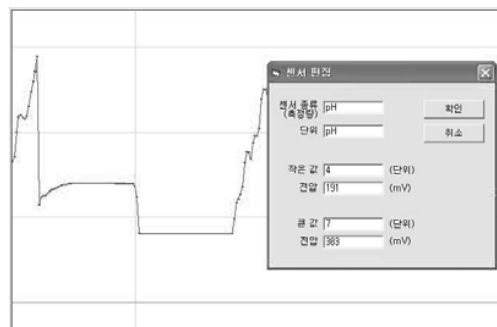 센서 편집
센서 종류 pH 확인
(측정량)
단위 pH 취소
작은 값 4 (단위)
전압 191 (mV)
큰 값 7 (단위)
전압 383 (mV)